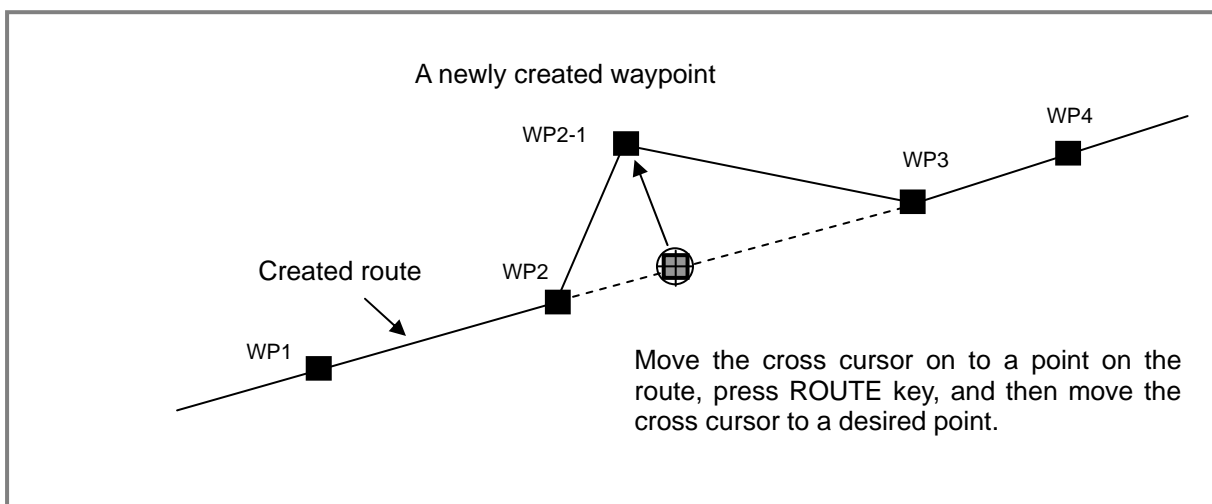 A newly created waypoint
WP2-1
WP4
WP3
Created route
WP2
WP1
Move the cross cursor on to a point on the
route, press ROUTE key, and then move the
cross cursor to a desired point.